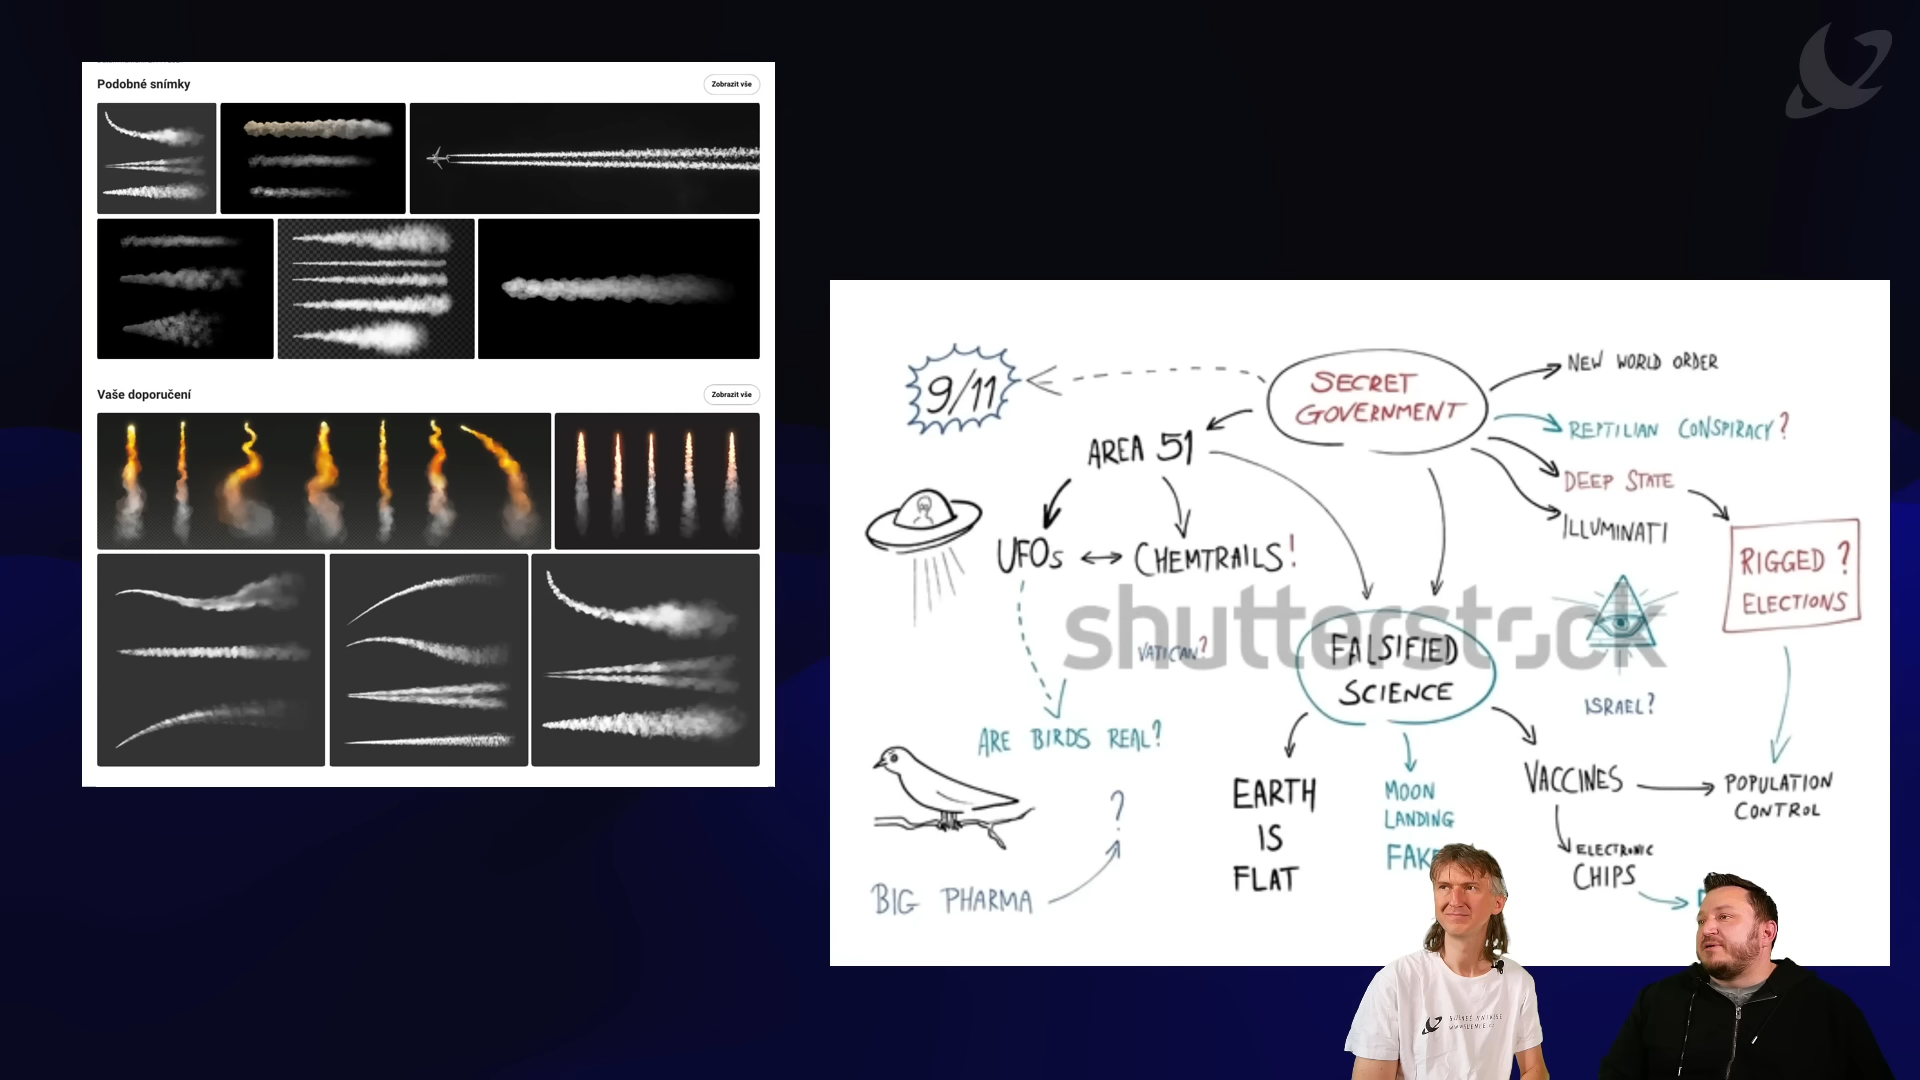 Podobné snímky
Zobrazit vše
Vaše doporučení
Zobrazit vše
9/11
SECRET
GOVERNMENT
NEW WORLD ORDER
REPTILIAN CONSPIRACY?
DEEP STATE
ILLUMINATI
AREA 51
UFOs
CHEMTRAILS!
RIGGED ?
ELECTIONS
shutterstock
VATICAN?
FALSIFIED
SCIENCE
ISRAEL?
ARE BIRDS REAL?
?
EARTH
IS
FLAT
MOON
LANDING
FAKE
VACCINES
POPULATION
CONTROL
ELECTRONIC
CHIPS
BIG PHARMA